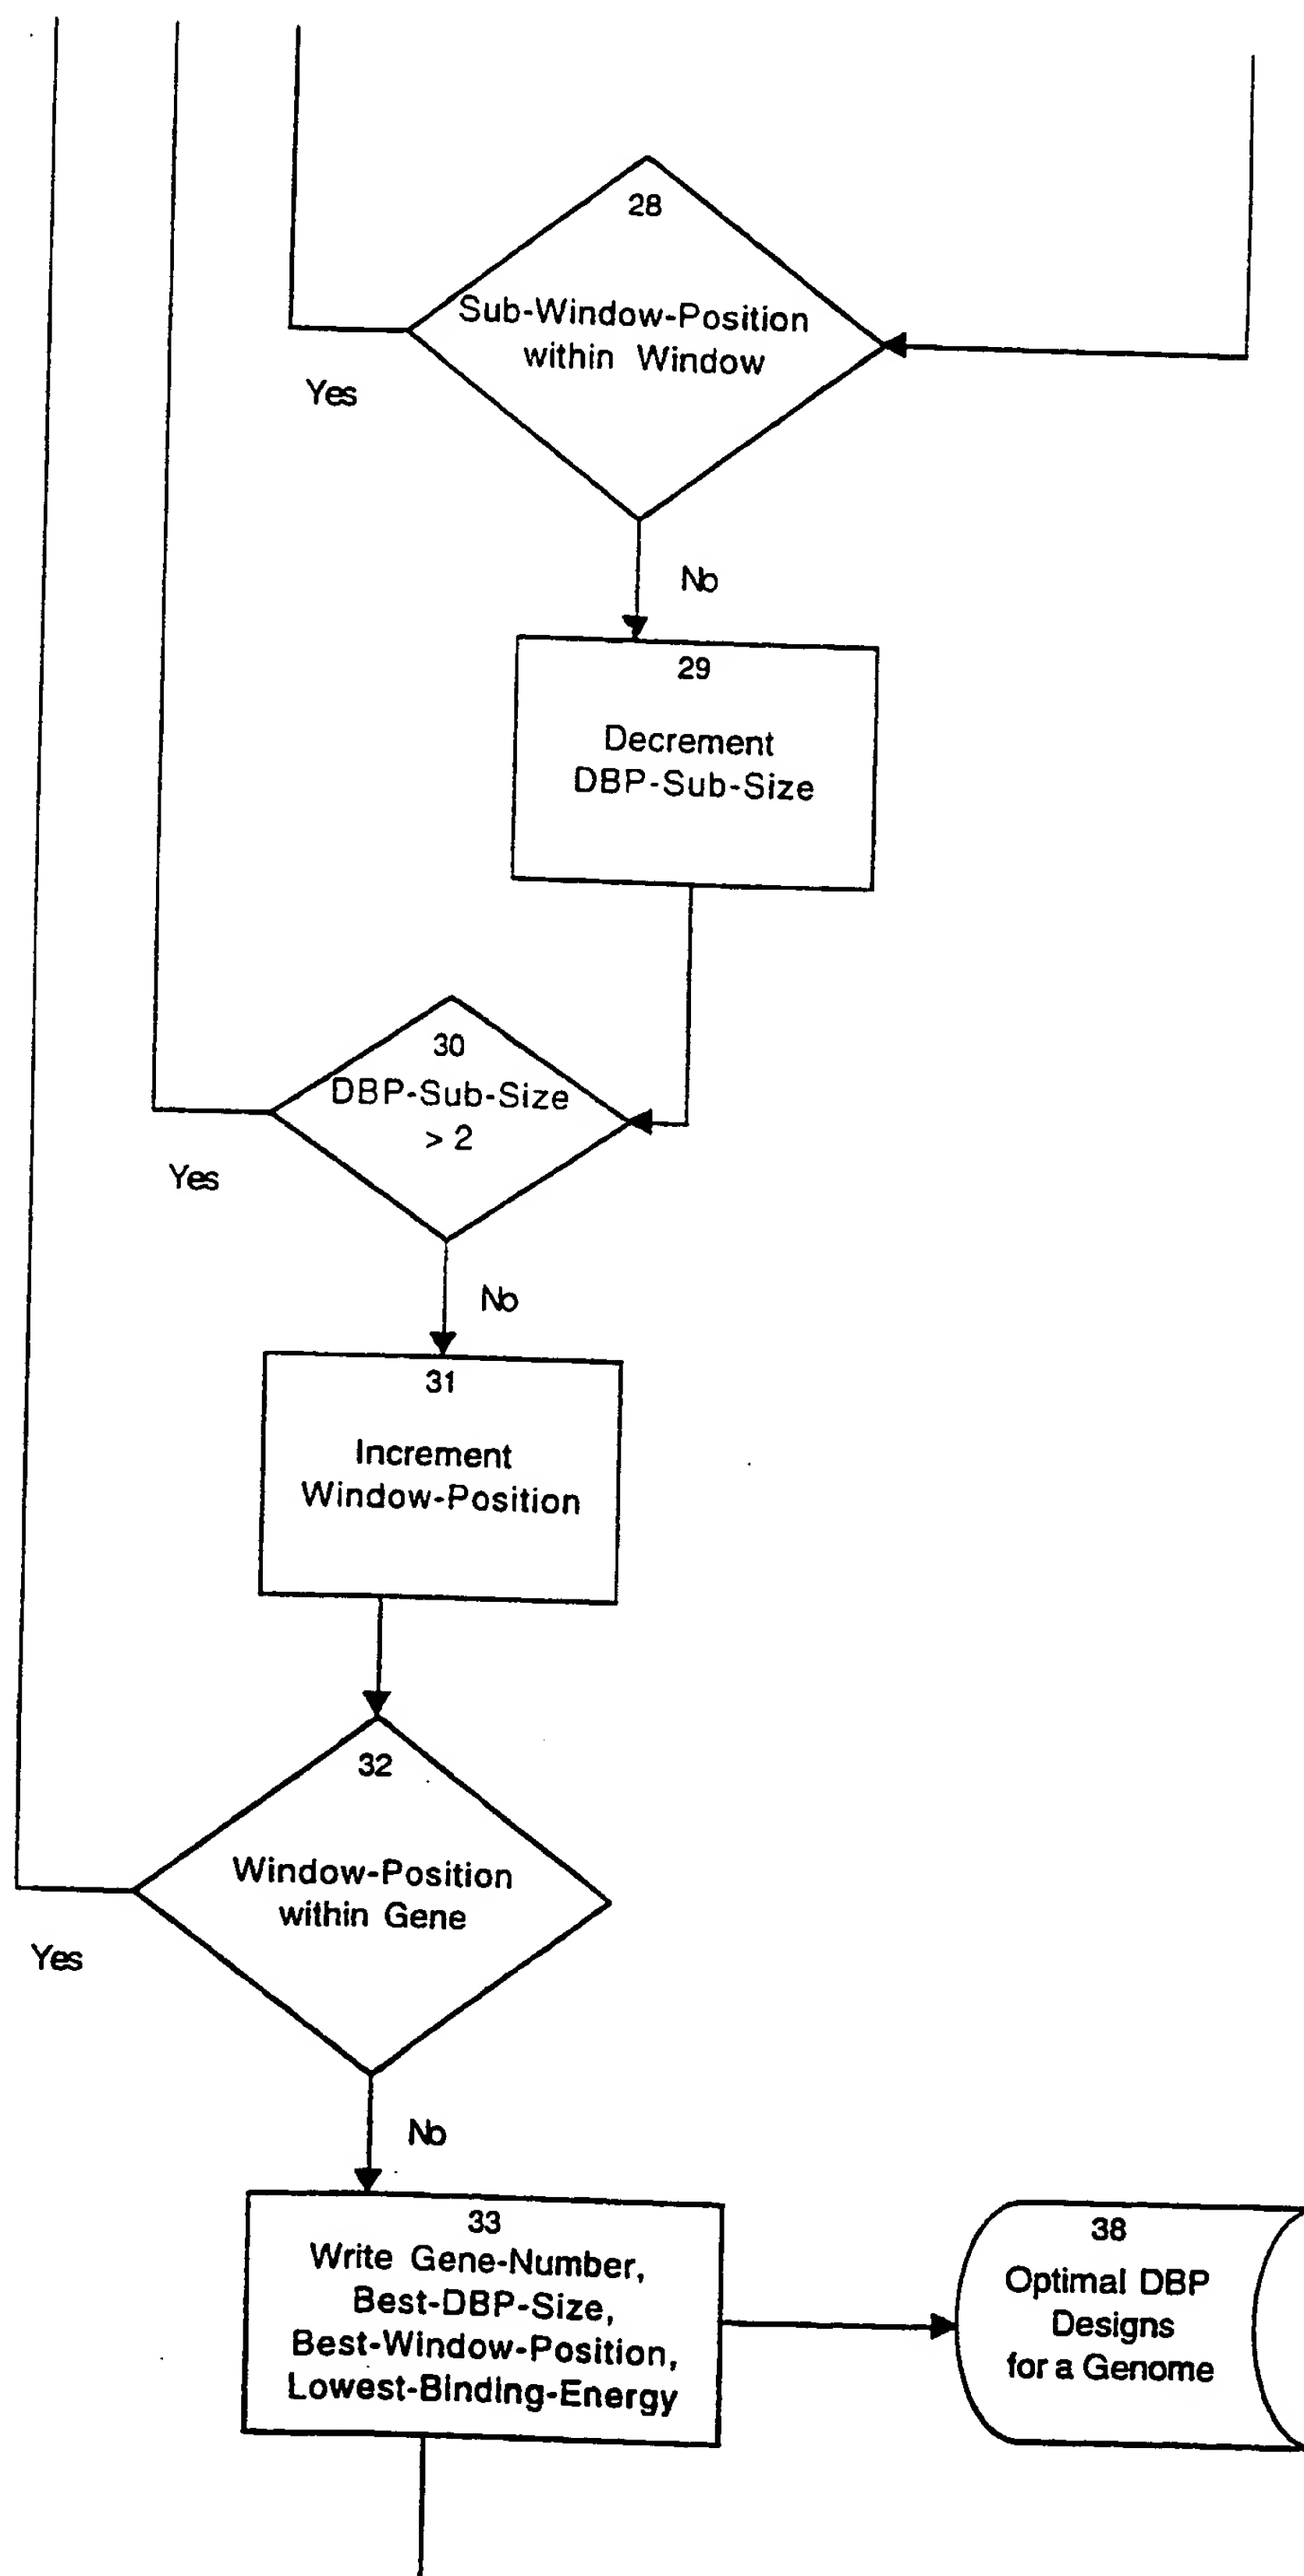 28
Sub-Window-Position
within Window
Yes
No
29
Decrement
DBP-Sub-Size
30
DBP-Sub-Size
> 2
Yes
No
31
Increment
Window-Position
32
Window-Position
within Gene
Yes
No
33
Write Gene-Number,
Best-DBP-Size,
Best-Window-Position,
Lowest-Binding-Energy
38
Optimal DBP
Designs
for a Genome